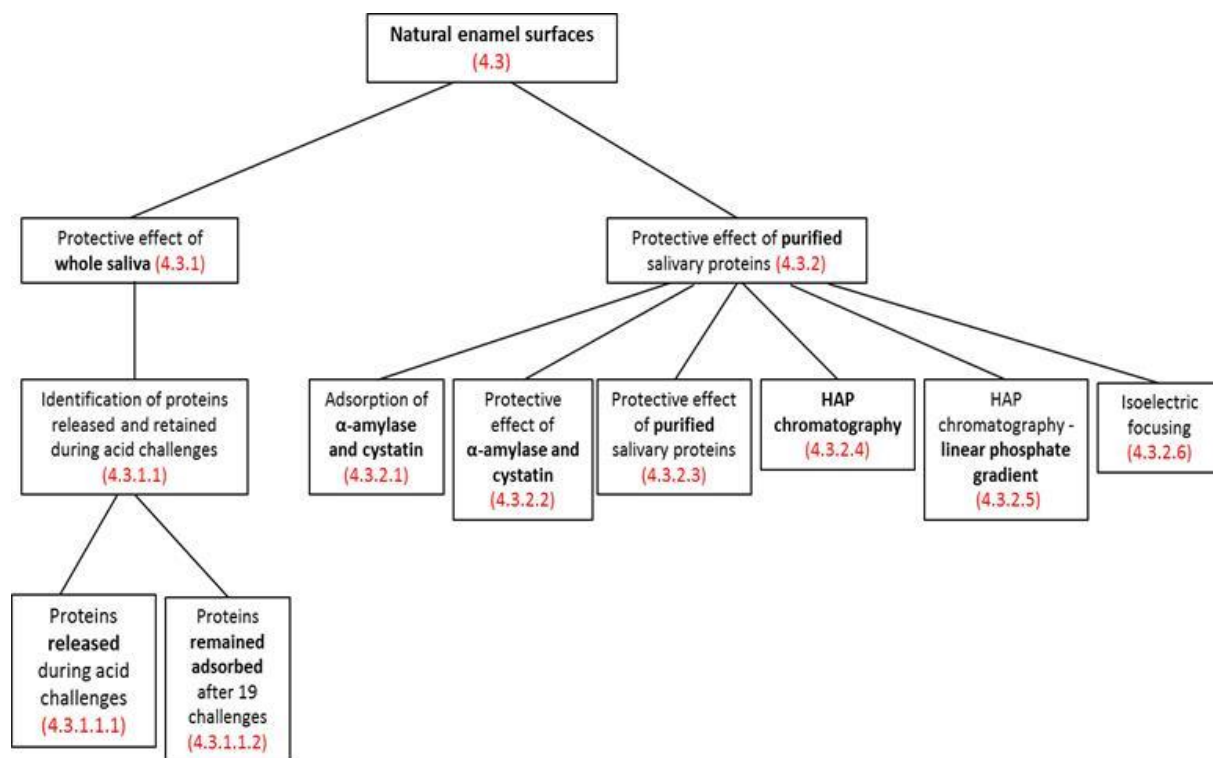 Natural enamel surfaces
(4.3)
Protective effect of
whole saliva (4.3.1)
Protective effect of purified
salivary proteins (4.3.2)
Identification of proteins
released and retained
during acid challenges
(4.3.1.1)
Adsorption of
α-amylase and cystatin
(4.3.2.1)
Protective
effect of
α-amylase and
cystatin
(4.3.2.2)
Protective effect
of purified
salivary proteins
(4.3.2.3)
HAP
chromatography
(4.3.2.4)
HAP
chromatography -
linear phosphate
gradient
(4.3.2.5)
Isoelectric
focusing
(4.3.2.6)
Proteins
released
during acid
challenges
(4.3.1.1.1)
Proteins
remained
adsorbed
after 19
challenges
(4.3.1.1.2)